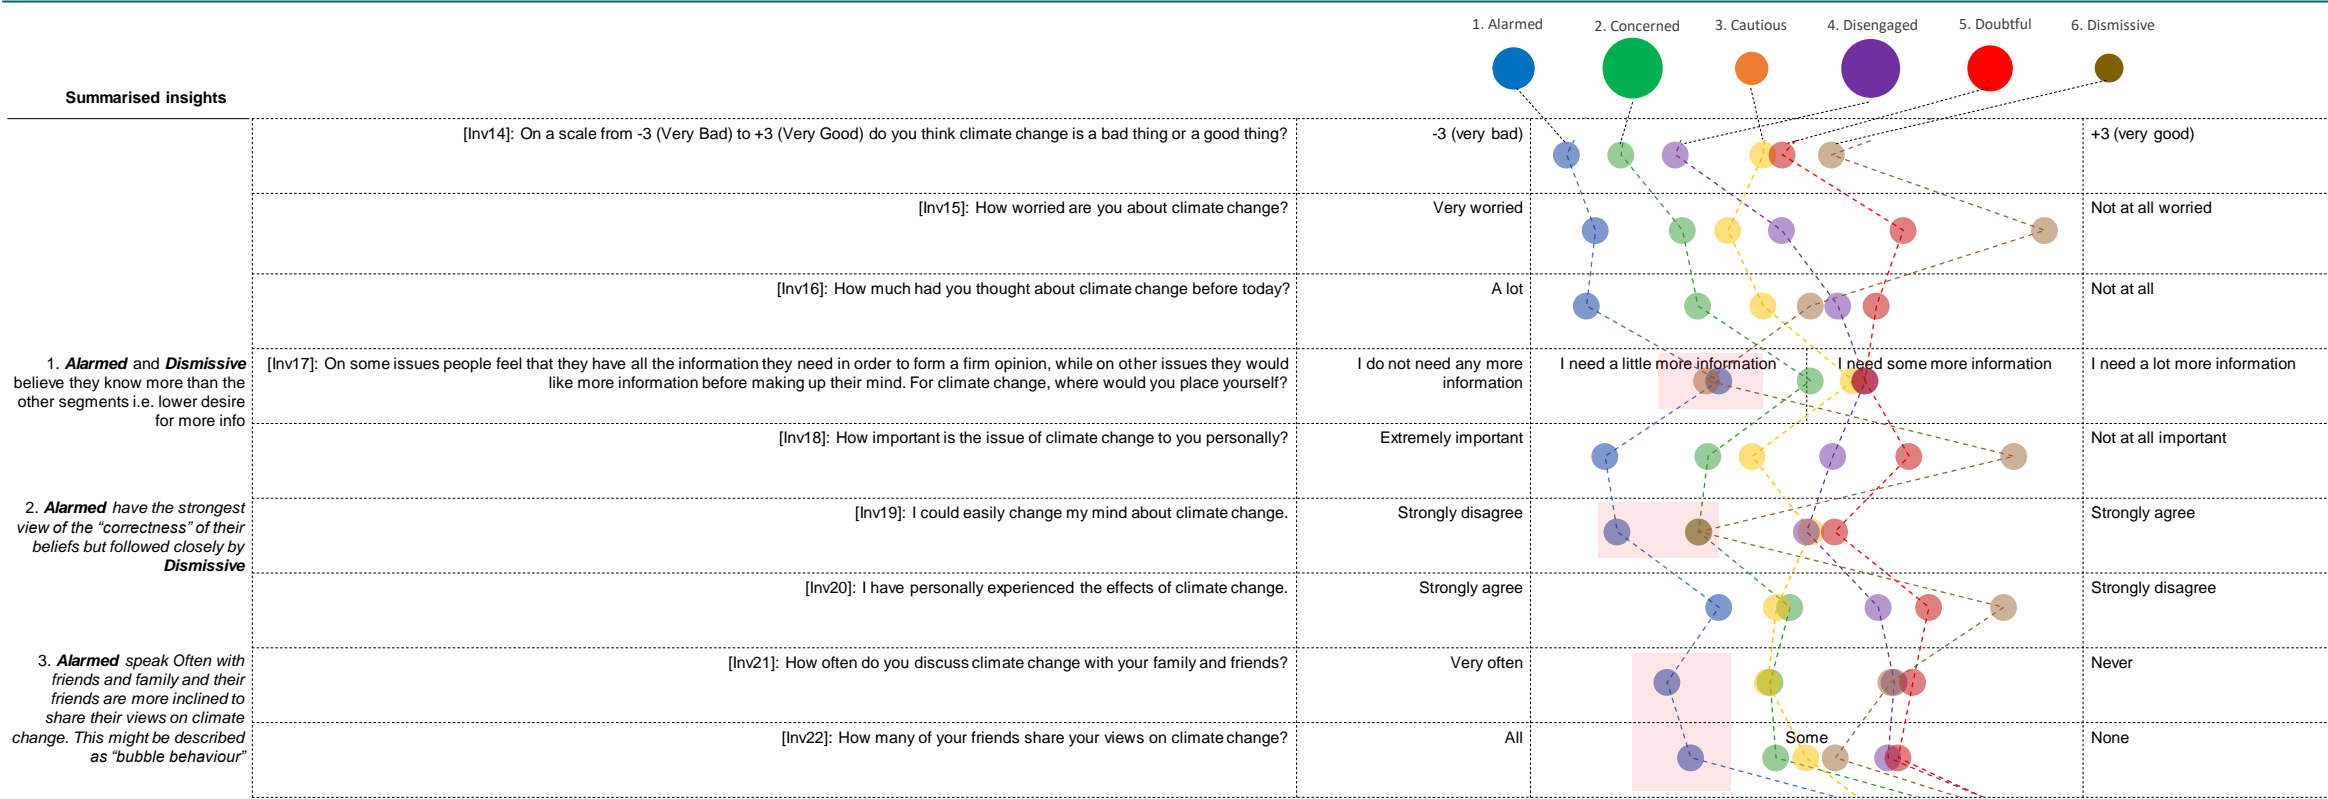 1. Alarmed
2. Concerned
3. Cautious
4. Disengaged
5. Doubtful
6. Dismissive
Summarised insights
[Inv14]: On a scale from -3 (Very Bad) to +3 (Very Good) do you think climate change is a bad thing or a good thing?
-3 (very bad)
+3 (very good)
[Inv15]: How worried are you about climate change?
Very worried
Not at all worried
[Inv16]: How much had you thought about climate change before today?
A lot
Not at all
1. Alarmed and Dismissive
believe they know more than the
other segments i.e. lower desire
for more info
[Inv17]: On some issues people feel that they have all the information they need in order to form a firm opinion, while on other issues they would
like more information before making up their mind. For climate change, where would you place yourself?
I do not need any more
information
I need a little more information
I need some more information
I need a lot more information
[Inv18]: How important is the issue of climate change to you personally?
Extremely important
Not at all important
2. Alarmed have the strongest
view of the “correctness” of their
beliefs but followed closely by
Dismissive
[Inv19]: I could easily change my mind about climate change.
Strongly disagree
Strongly agree
[Inv20]: I have personally experienced the effects of climate change.
Strongly agree
Strongly disagree
3. Alarmed speak Often with
friends and family and their
friends are more inclined to
share their views on climate
change. This might be described
as “bubble behaviour”
[Inv21]: How often do you discuss climate change with your family and friends?
Very often
Never
[Inv22]: How many of your friends share your views on climate change?
All
Some
None